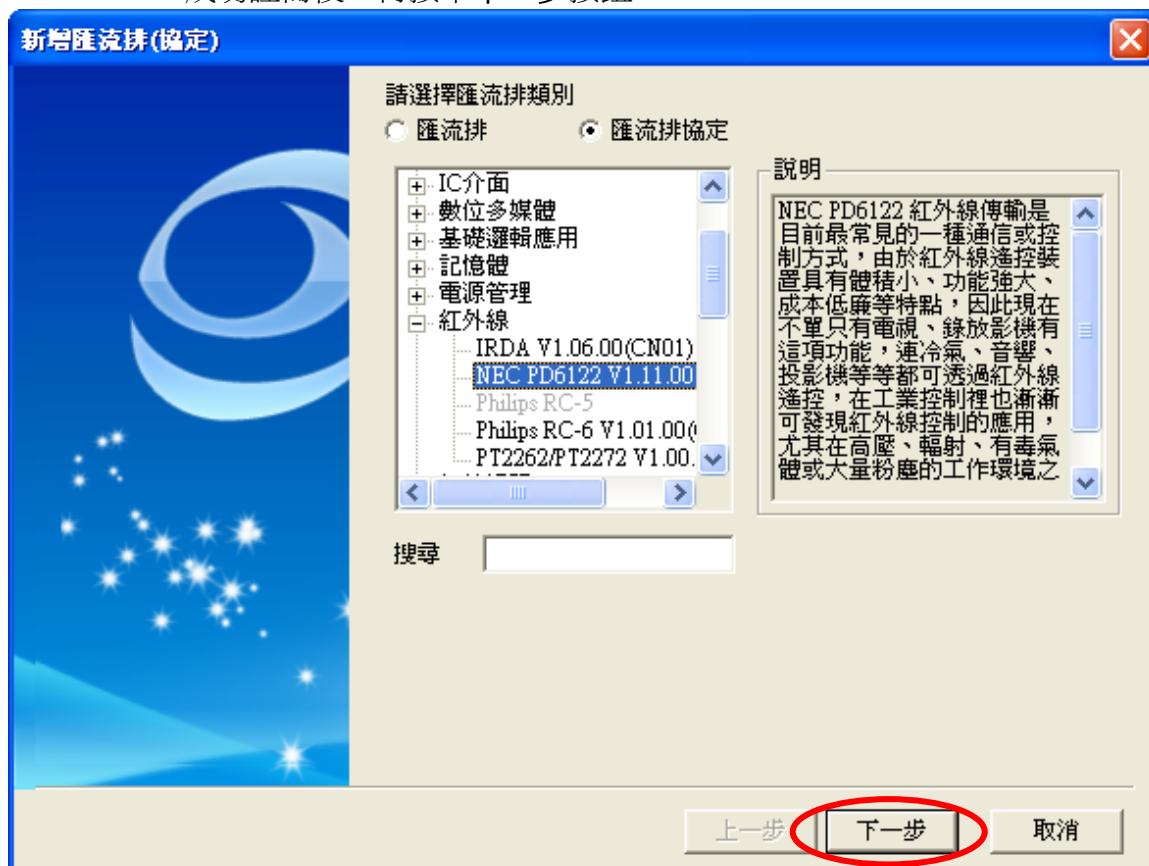 新增匯流排(協定)
請選擇匯流排類別
匯流排
匯流排協定
IC介面
數位多媒體
基礎邏輯應用
記憶體
電源管理
紅外線
IRDA V1.06.00(CN01)
NEC PD6122 V1.11.00
Philips RC-5
Philips RC-6 V1.01.00(
PT2262/PT2272 V1.00.
說明
NEC PD6122 紅外線傳輸是
目前最常見的一種通信或控
制方式，由於紅外線遙控裝
置具有體積小、功能強大、
成本低廉等特點，因此現在
不單只有電視、錄放影機有
這項功能，連冷氣、音響、
投影機等等都可透過紅外線
遙控，在工業控制裡也漸漸
可發現紅外線控制的應用，
尤其在高壓、輻射、有毒氣
體或大量粉塵的工作環境之
搜尋
上一步
下一步
取消